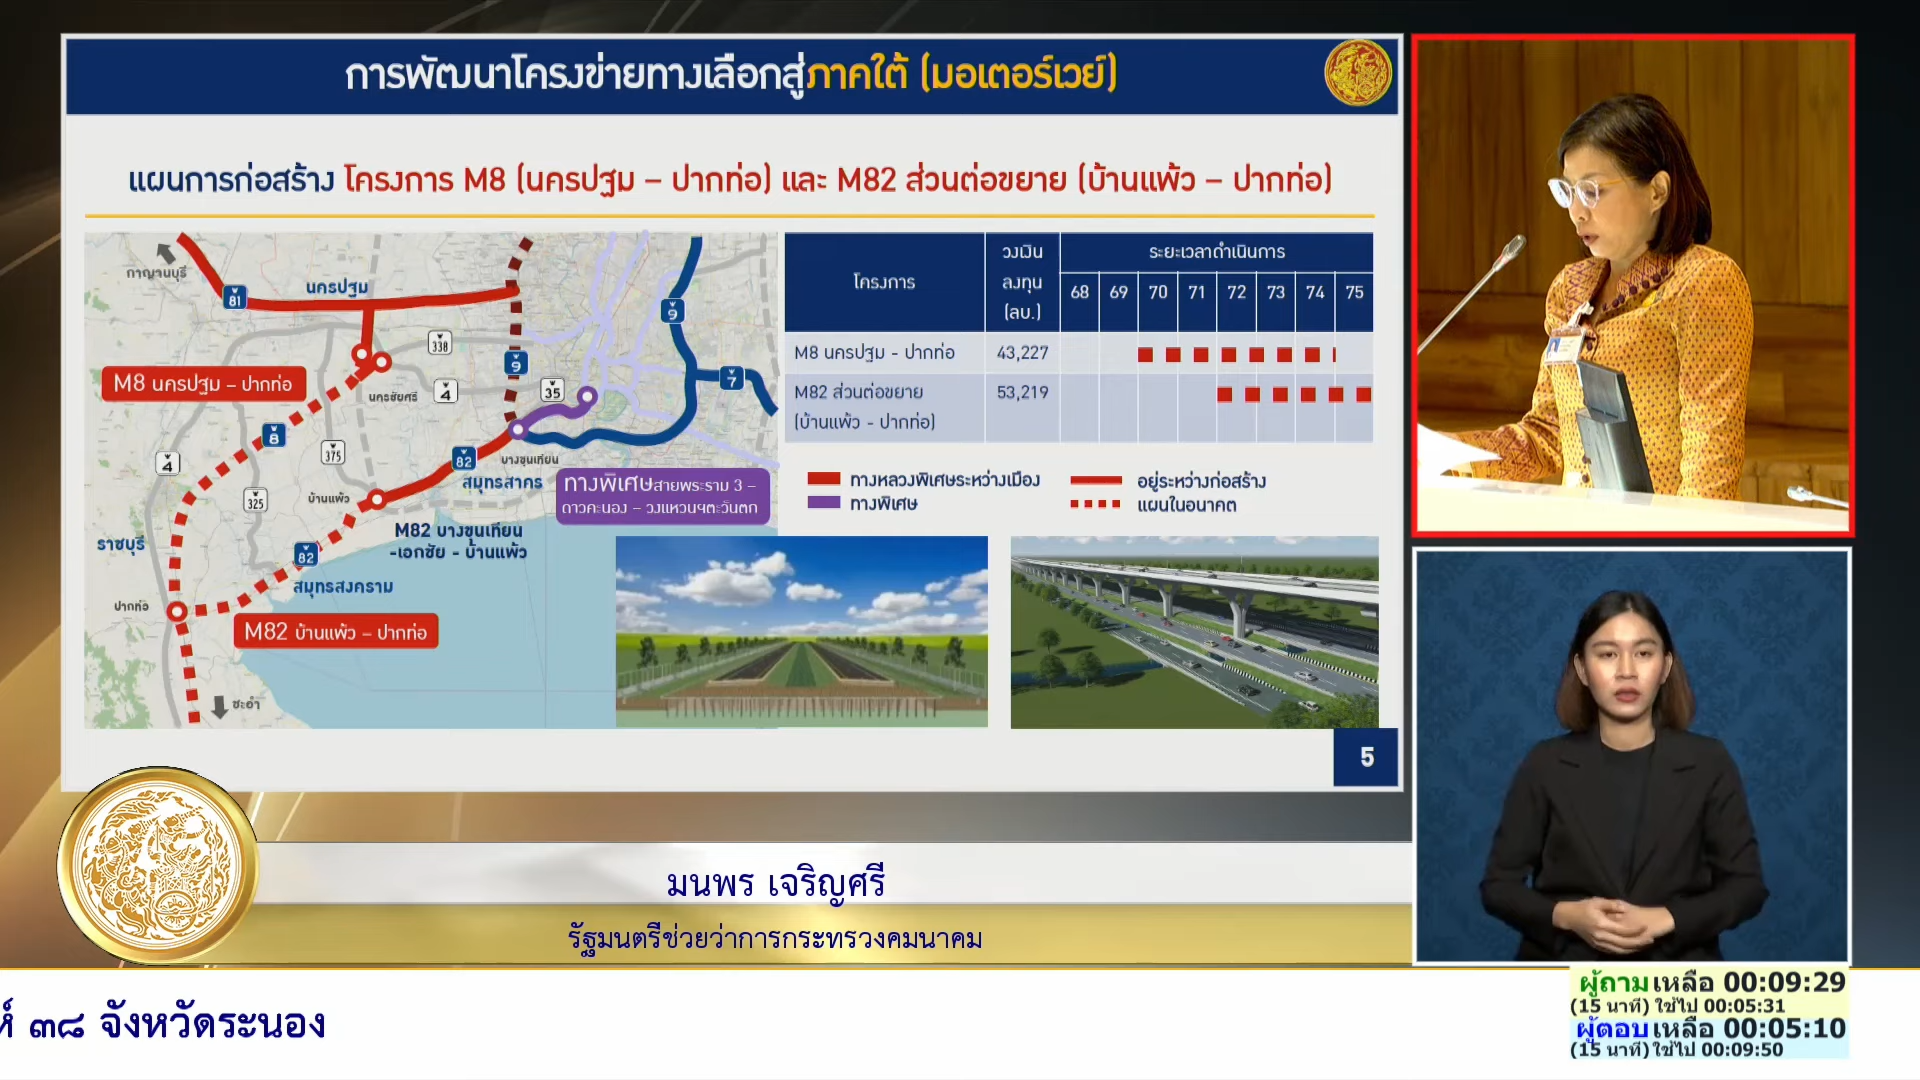 การพัฒนาโครงข่ายทางเลือกสู่ภาคใต้ (มอเตอร์เวย์)
แผนการก่อสร้าง โครงการ M8 (นครปฐม – ปากท่อ) และ M82 ส่วนต่อขยาย (บ้านแพ้ว – ปากท่อ)
กาญจนบุรี
81
นครปฐม
9
338
9
M8 นครปฐม – ปากท่อ
นครชัยศรี
4
35
7
8
4
375
82
บางขุนเทียน
สมุทรสาคร
ทางพิเศษสายพระราม 3 –
ดาวคะนอง – วงแหวนฯตะวันตก
325
บ้านแพ้ว
ราชบุรี
M82 บางขุนเทียน
-เอกชัย - บ้านแพ้ว
82
สมุทรสงคราม
ปากท่อ
M82 บ้านแพ้ว – ปากท่อ
ชะอำ
โครงการ
วงเงิน
ลงทุน
(ลบ.)
ระยะเวลาดำเนินการ
68 69 70 71 72 73 74 75
M8 นครปฐม - ปากท่อ 43,227
M82 ส่วนต่อขยาย 53,219
(บ้านแพ้ว - ปากท่อ)
ทางหลวงพิเศษระหว่างเมือง
อยู่ระหว่างก่อสร้าง
ทางพิเศษ
แผนในอนาคต
5
มนพร เจริญศรี
รัฐมนตรีช่วยว่าการกระทรวงคมนาคม
๓๘ จังหวัดระนอง
ผู้ถาม เหลือ 00:09:29
(15 นาที) ใช้ไป 00:05:31
ผู้ตอบ เหลือ 00:05:10
(15 นาที) ใช้ไป 00:09:50